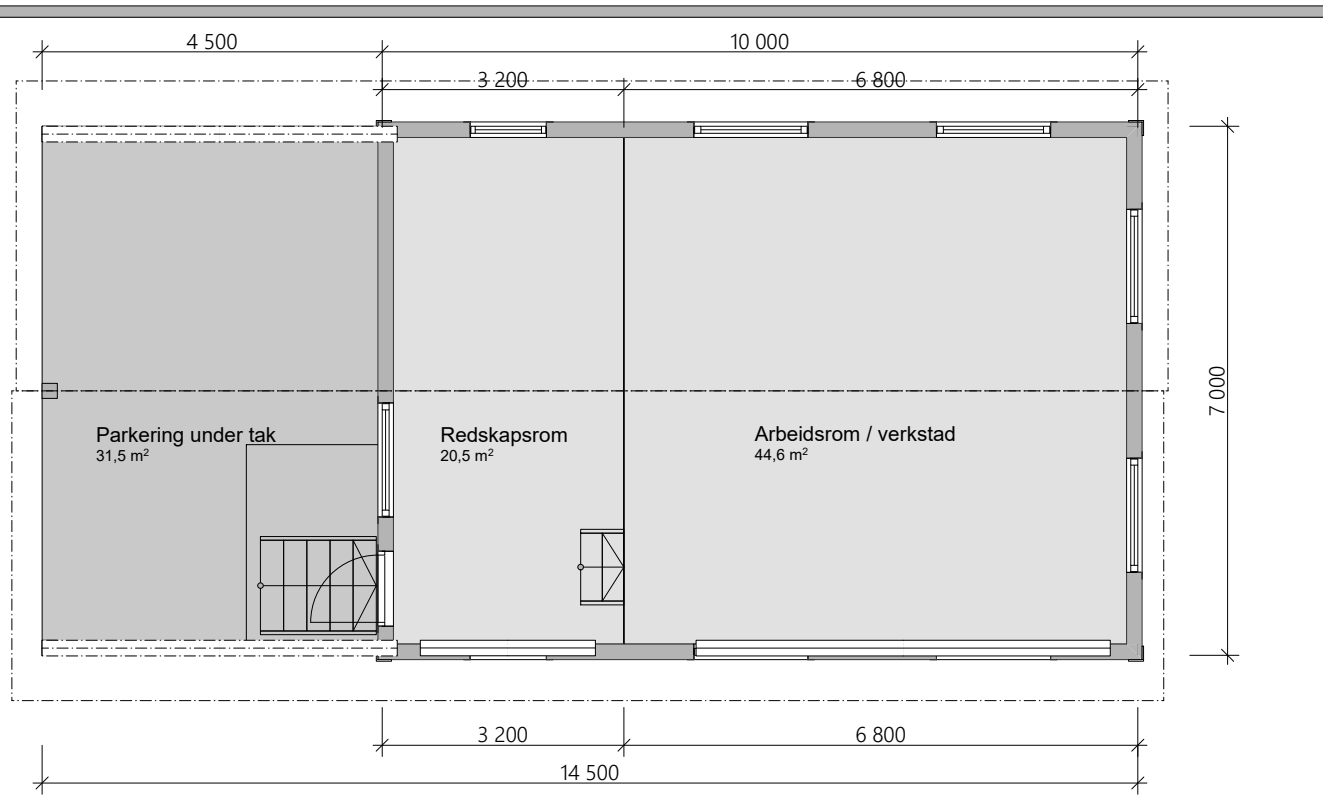 4 500
10 000
3 200
6 800
7 000
Parkering under tak
31,5 m²
Redskapsrom
20,5 m²
Arbeidsrom / verkstad
44,6 m²
3 200
6 800
14 500